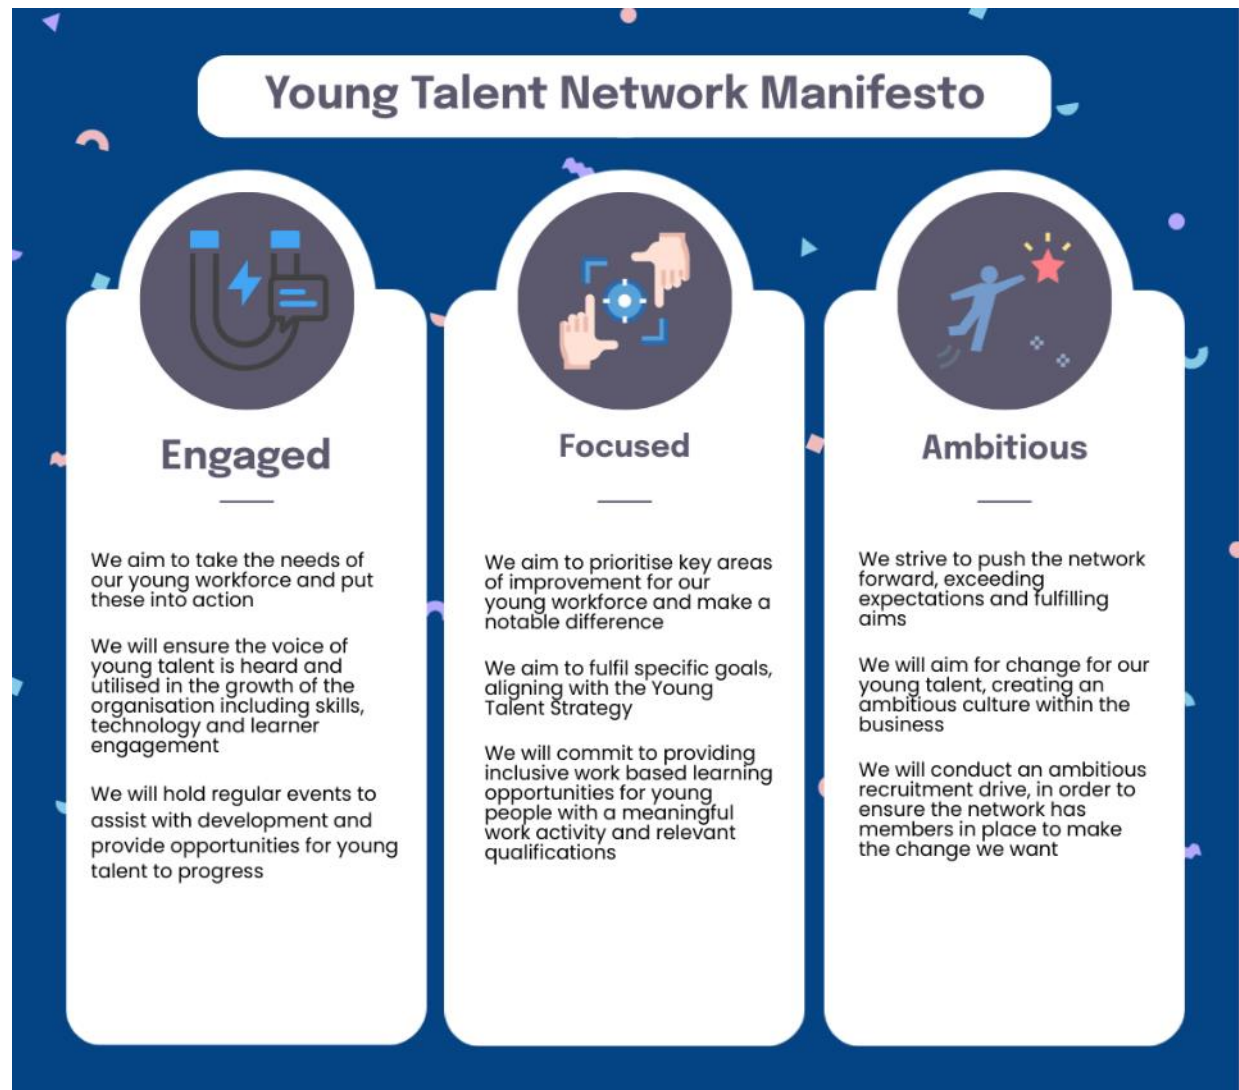 Young Talent Network Manifesto
Engaged
We aim to take the needs of
our young workforce and put
these into action
We will ensure the voice of
young talent is heard and
utilised in the growth of the
organisation including skills,
technology and learner
engagement
We will hold regular events to
assist with development and
provide opportunities for young
talent to progress
Focused
We aim to prioritise key areas
of improvement for our
young workforce and make a
notable difference
We aim to fulfil specific goals,
aligning with the Young
Talent Strategy
We will commit to providing
inclusive work based learning
opportunities for young
people with a meaningful
work activity and relevant
qualifications
Ambitious
We strive to push the network
forward, exceeding
expectations and fulfilling
aims
We will aim for change for our
young talent, creating an
ambitious culture within the
business
We will conduct an ambitious
recruitment drive, in order to
ensure the network has
members in place to make
the change we want